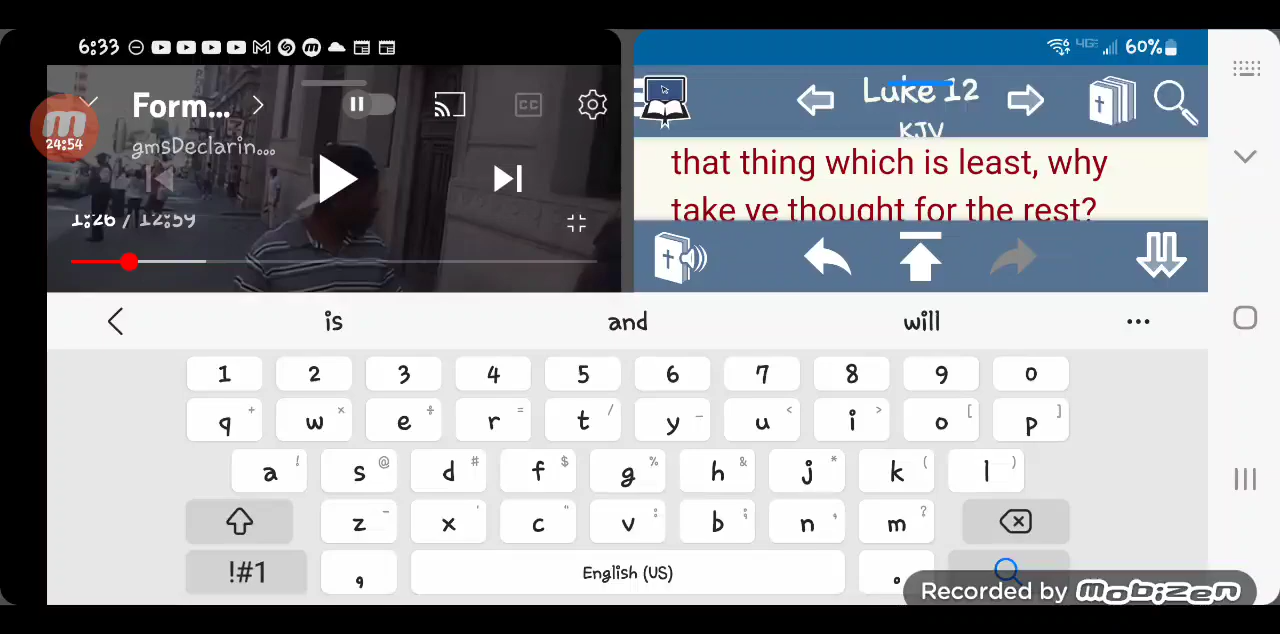 6:33
60%
Form...
gmsDeclarin...
24:54
1:26 / 12:59
CC
Luke 12
KJV
that thing which is least, why
take ye thought for the rest?
is and will ...
1 2 3 4 5 6 7 8 9 0
q w e r t y u i o p
a s d f g h j k l
z x c v b n m
!#1 , English (US) .
Recorded by mobizen